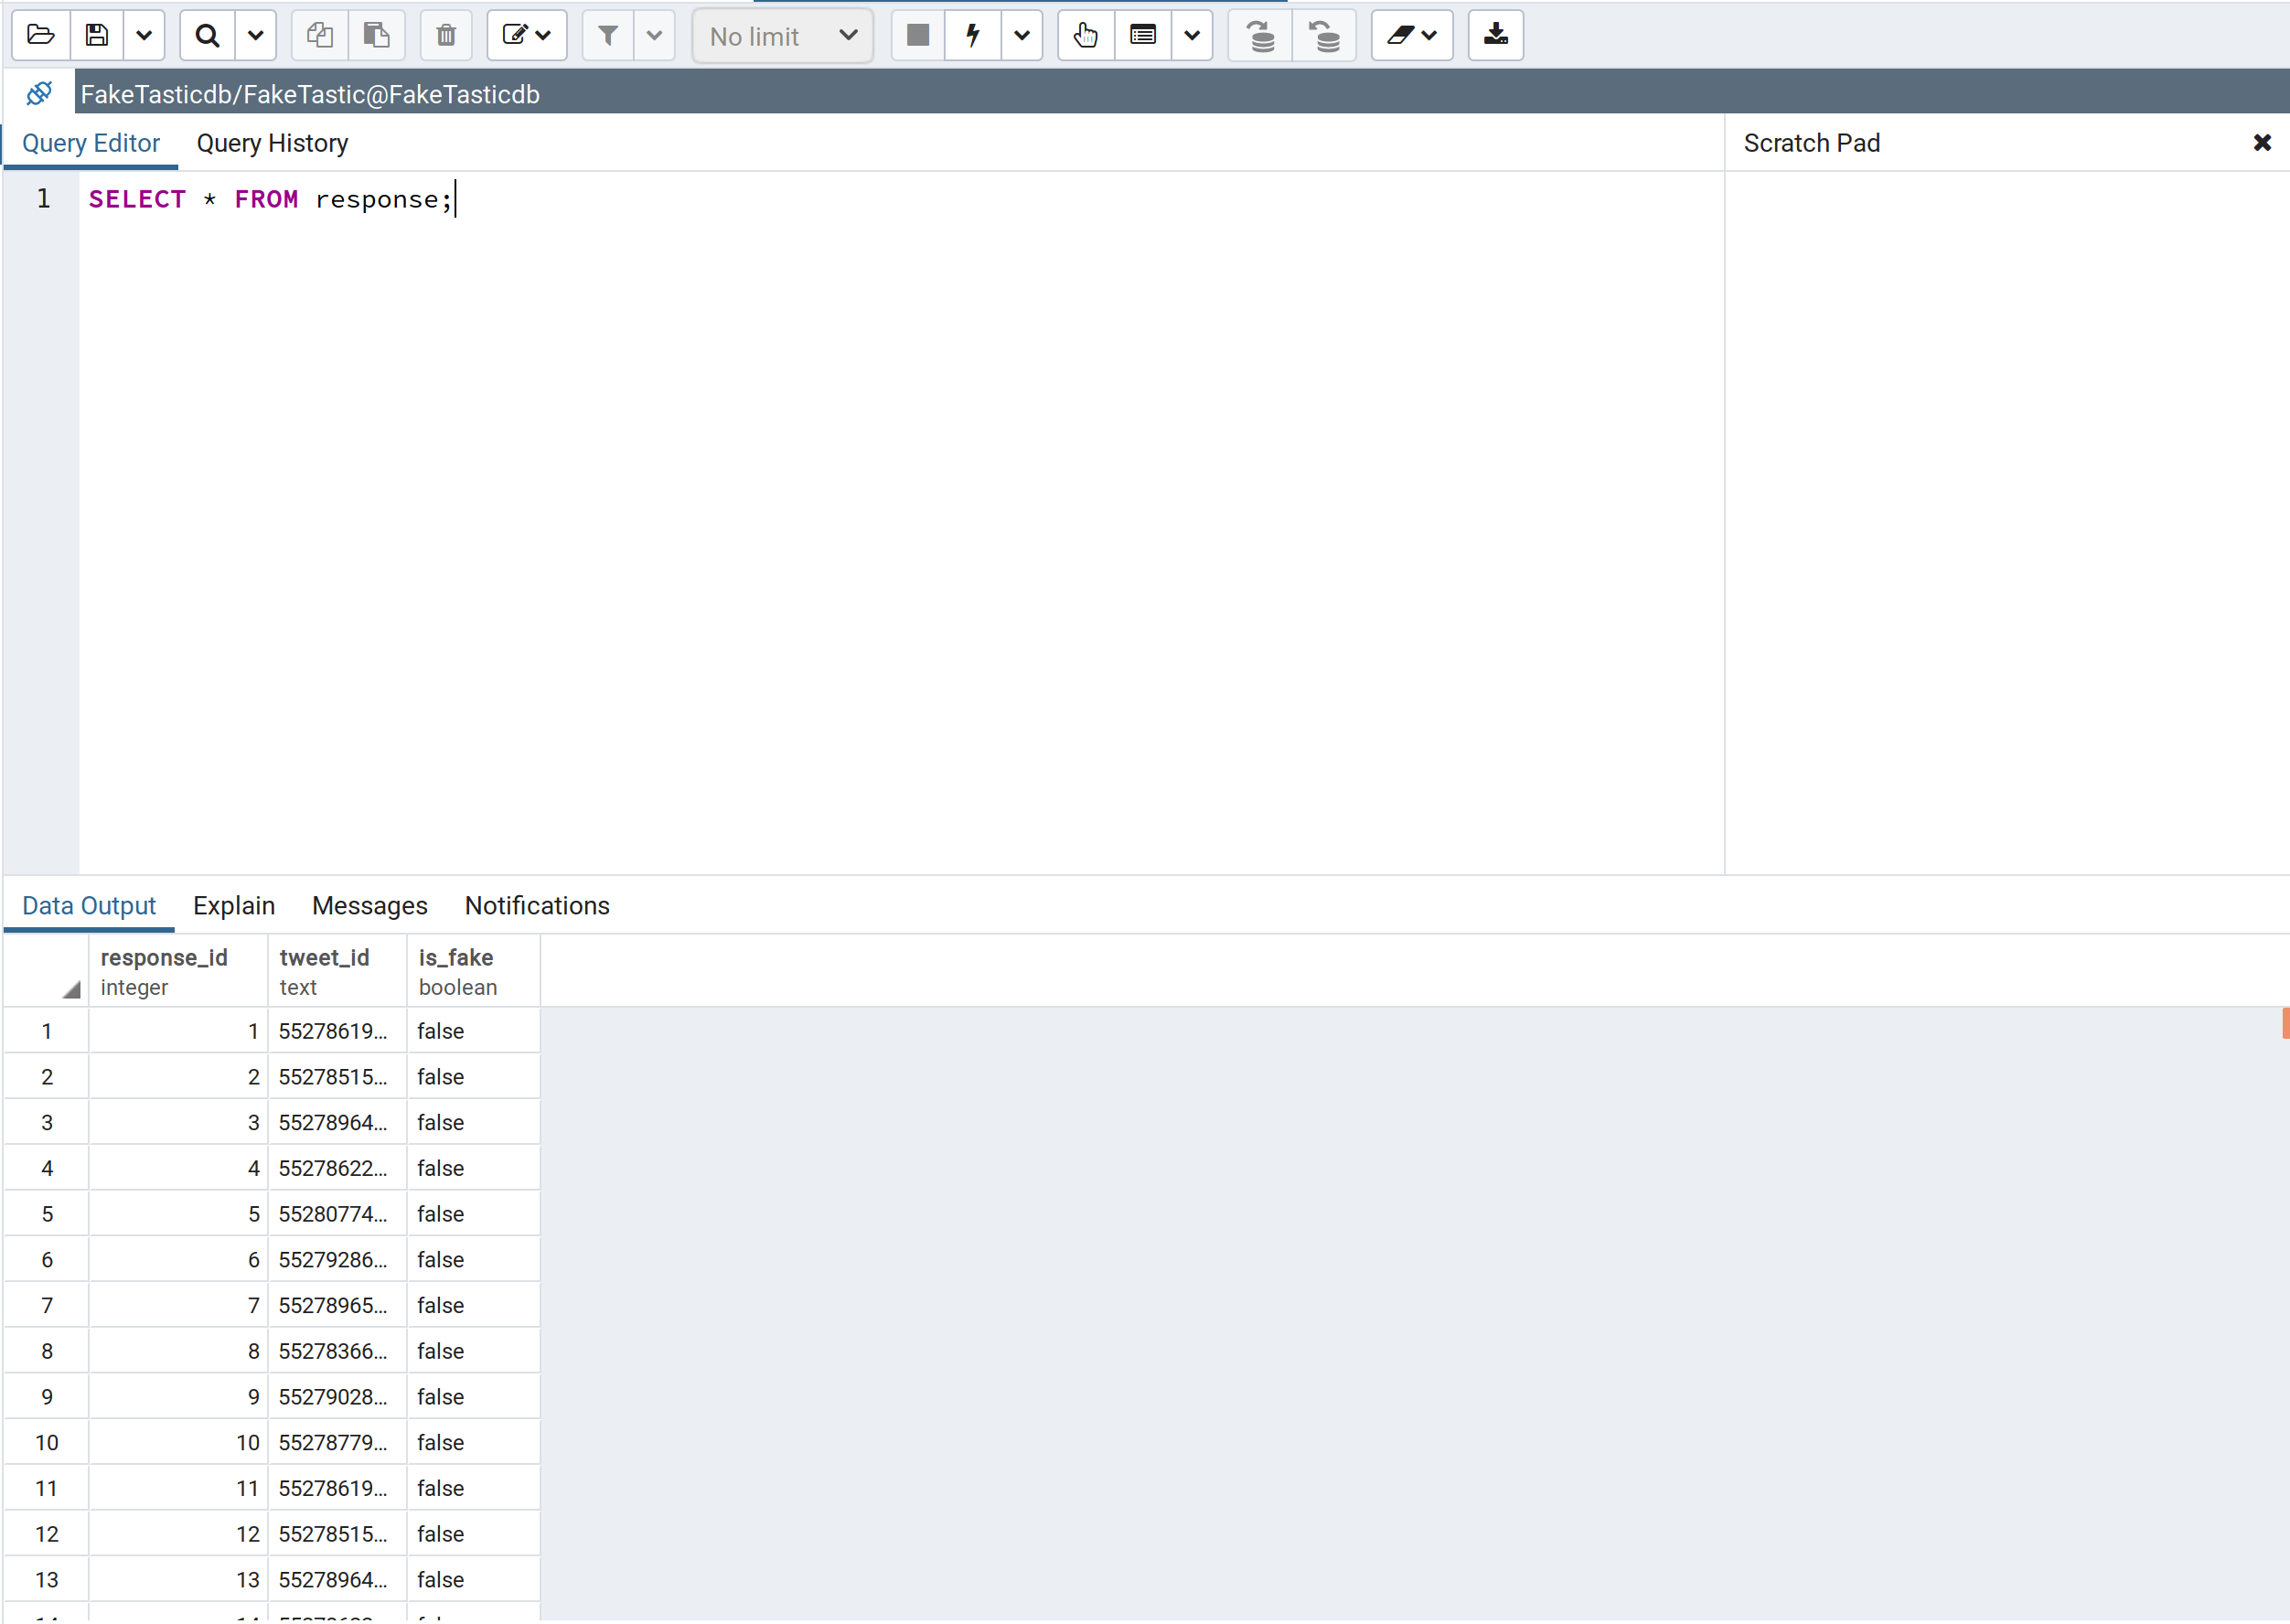 No limit
FakeTasticdb/FakeTastic@FakeTasticdb
Query Editor Query History Scratch Pad
1 SELECT * FROM response;
Data Output Explain Messages Notifications
response_id tweet_id is_fake
integer text boolean
1 1 55278619... false
2 2 55278515... false
3 3 55278964... false
4 4 55278622... false
5 5 55280774... false
6 6 55279286... false
7 7 55278965... false
8 8 55278366... false
9 9 55279028... false
10 10 55278779... false
11 11 55278619... false
12 12 55278515... false
13 13 55278964... false